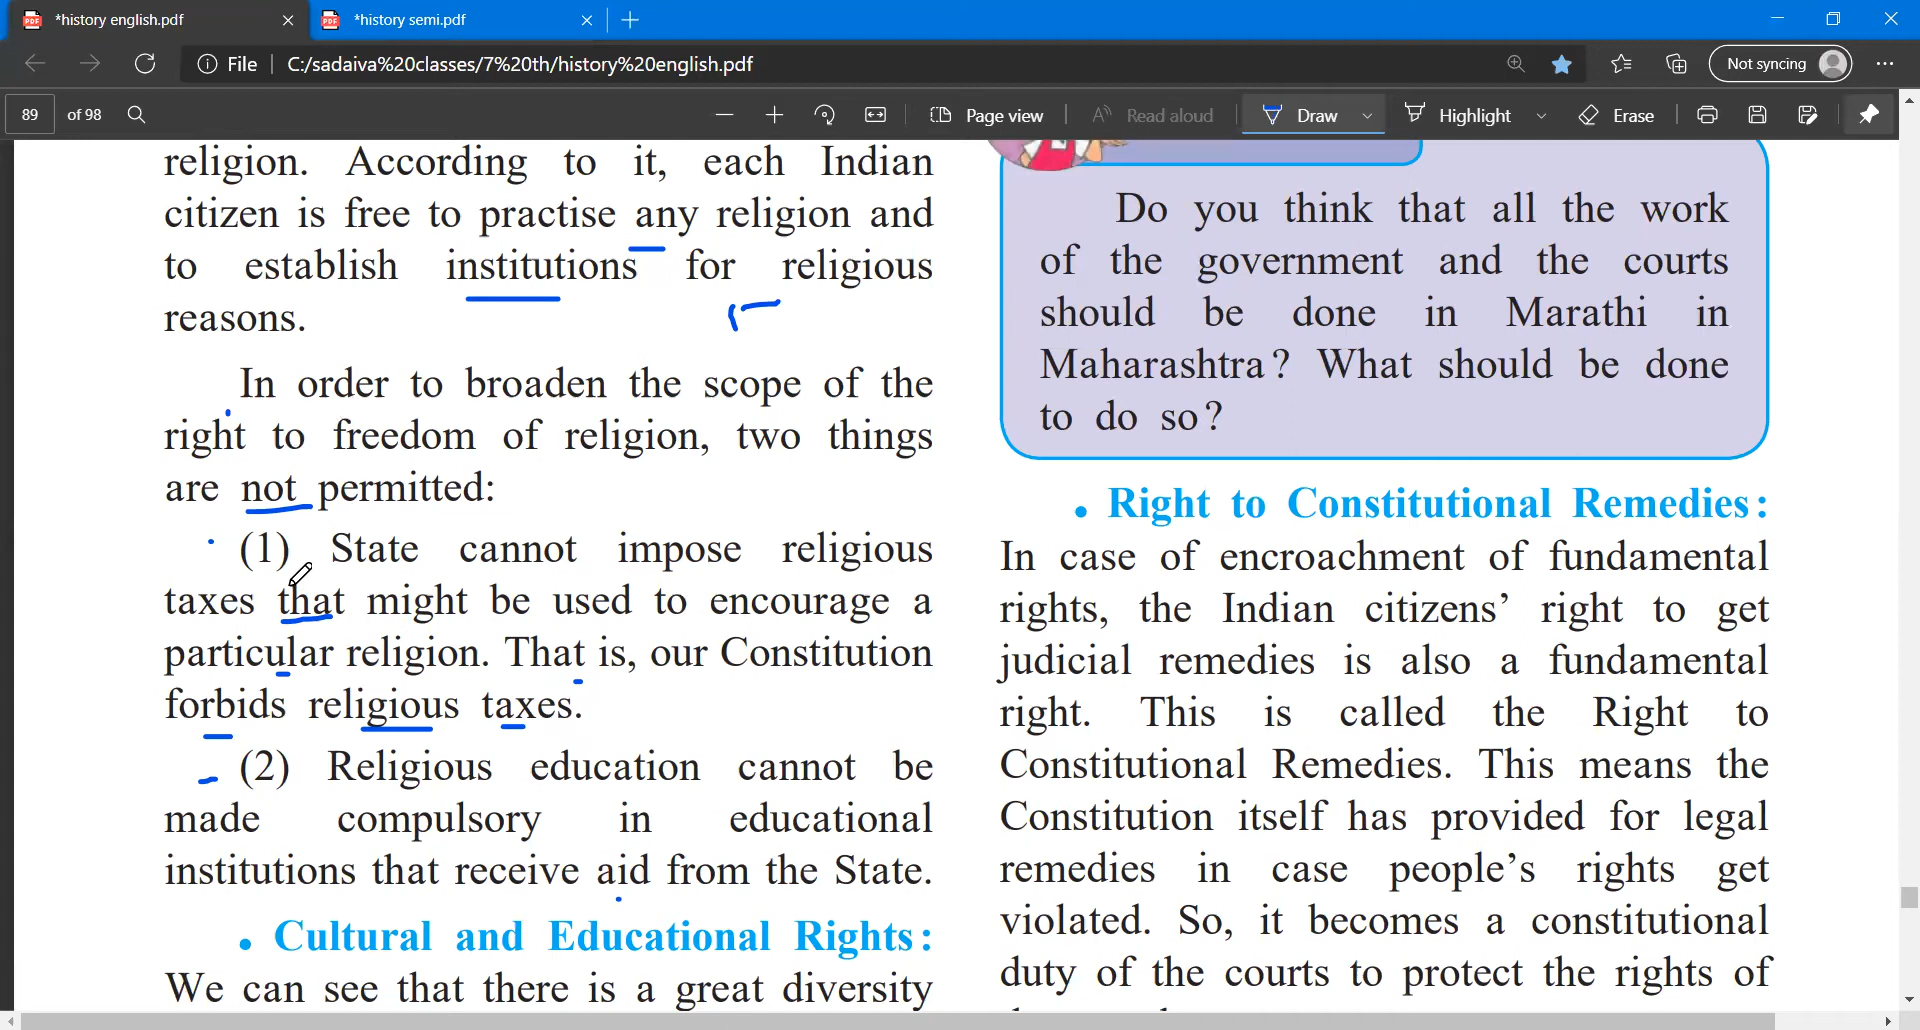 *history english.pdf
*history semi.pdf
File
C:/sadaiva%20classes/7%20th/history%20english.pdf
Not syncing
89 of 98
Page view
Read aloud
Draw
Highlight
Erase
religion. According to it, each Indian
citizen is free to practise any religion and
to establish institutions for religious
reasons.
In order to broaden the scope of the
right to freedom of religion, two things
are not permitted:
(1) State cannot impose religious
taxes that might be used to encourage a
particular religion. That is, our Constitution
forbids religious taxes.
(2) Religious education cannot be
made compulsory in educational
institutions that receive aid from the State.
• Cultural and Educational Rights:
We can see that there is a great diversity
Do you think that all the work
of the government and the courts
should be done in Marathi in
Maharashtra? What should be done
to do so?
• Right to Constitutional Remedies:
In case of encroachment of fundamental
rights, the Indian citizens' right to get
judicial remedies is also a fundamental
right. This is called the Right to
Constitutional Remedies. This means the
Constitution itself has provided for legal
remedies in case people's rights get
violated. So, it becomes a constitutional
duty of the courts to protect the rights of